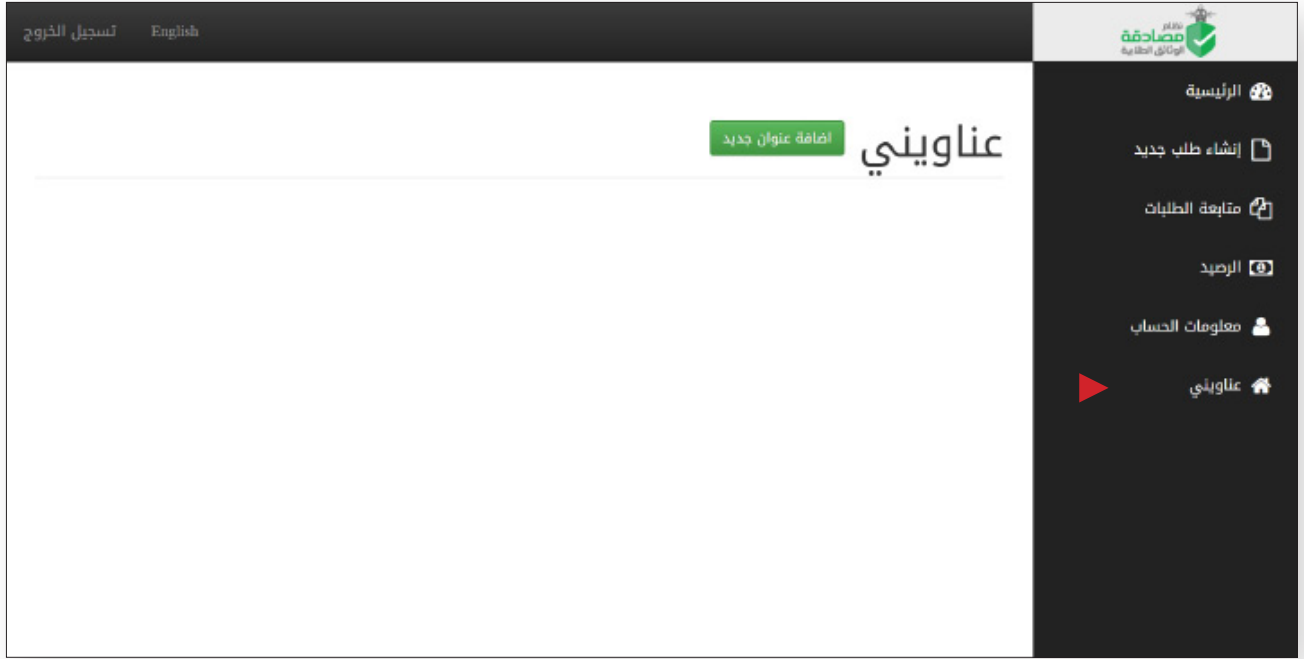 نظام
مصادقة
الوثائق الطلابية
English
تسجيل الخروج
الرئيسية
إنشاء طلب جديد
متابعة الطلبات
الرصيد
معلومات الحساب
عناويني
عناويني
اضافة عنوان جديد